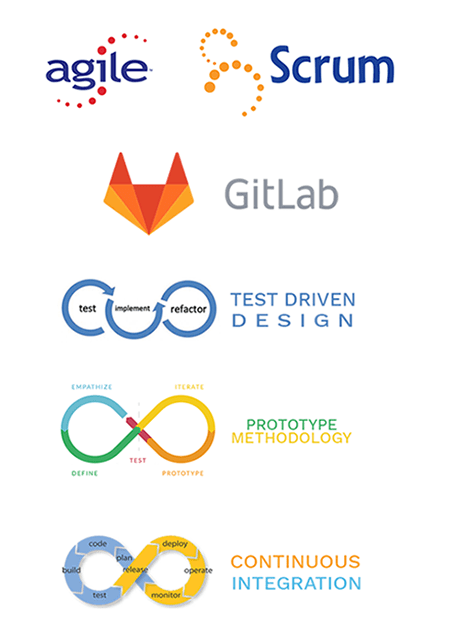 agile™
Scrum
GitLab
test implement refactor
TEST DRIVEN
DESIGN
EMPATHIZE ITERATE
DEFINE TEST PROTOTYPE
PROTOTYPE
METHODOLOGY
code deploy
plan
build release operate
test monitor
CONTINUOUS
INTEGRATION